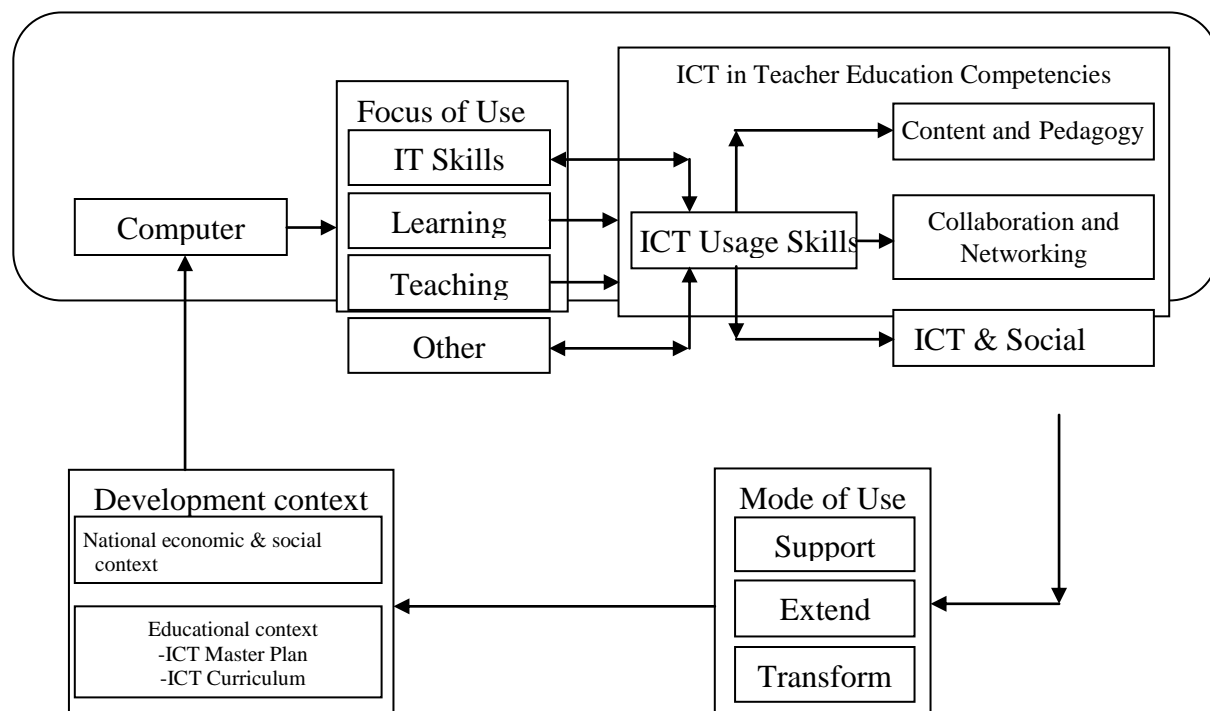 ICT in Teacher Education Competencies
Focus of Use
IT Skills
Learning
Teaching
Other
Computer
ICT Usage Skills
Content and Pedagogy
Collaboration and
Networking
ICT & Social
Development context
National economic & social
context
Educational context
-ICT Master Plan
-ICT Curriculum
Mode of Use
Support
Extend
Transform